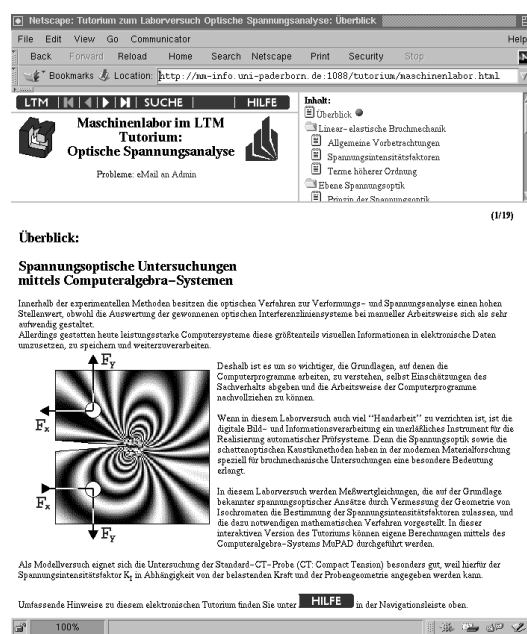 Netscape: Tutorium zum Laborversuch Optische Spannungsanalyse: Überblick
File Edit View Go Communicator Help
Back Forward Reload Home Search Netscape Print Security Stop
Bookmarks Location: http://mm-info.uni-paderborn.de:1088/tutorium/maschinenlabor.html
LTM SUCHE HILFE
Maschinenlabor im LTM
Tutorium:
Optische Spannungsanalyse
Probleme: eMail an Admin
Inhalt:
Überblick
Linear-elastische Bruchmechanik
Allgemeine Vorbetrachtungen
Spannungsintensitätsfaktoren
Terme höherer Ordnung
Ebene Spannungsoptik
Prinzip der Spannungsoptik
(1/19)
Überblick:
Spannungsoptische Untersuchungen
mittels Computeralgebra-Systemen
Innerhalb der experimentellen Methoden besitzen die optischen Verfahren zur Verformungs- und Spannungsanalyse einen hohen
Stellenwert, obwohl die Auswertung der gewonnenen optischen Interferenzliniensysteme bei manueller Arbeitsweise sich als sehr
aufwendig gestaltet.
Allerdings gestatten heute leistungsstarke Computersysteme diese größtenteils visuellen Informationen in elektronische Daten
umzusetzen, zu speichern und weiterzuverarbeiten.
Fy
Fx
Fx
Fy
Deshalb ist es um so wichtiger, die Grundlagen, auf denen die
Computerprogramme arbeiten, zu verstehen, selbst Einschätzungen des
Sachverhalts abgeben und die Arbeitsweise der Computerprogramme
nachvollziehen zu können.
Wenn in diesem Laborversuch auch viel "Handarbeit" zu verrichten ist, ist die
digitale Bild- und Informationsverarbeitung ein unerläßliches Instrument für die
Realisierung automatischer Prüfsysteme. Denn die Spannungsoptik sowie die
schattenoptischen Kaustikmethoden haben in der modernen Materialforschung
speziell für bruchmechanische Untersuchungen eine besondere Bedeutung
erlangt.
In diesem Laborversuch werden Meßwertgleichungen, die auf der Grundlage
bekannter spannungsoptischer Ansätze durch Vermessung der Geometrie von
Isochromaten die Bestimmung der Spannungsintensitätsfaktoren zulassen, und
die dazu notwendigen mathematischen Verfahren vorgestellt. In dieser
interaktiven Version des Tutoriums können eigene Berechnungen mittels des
Computeralgebra-Systems MuPAD durchgeführt werden.
Als Modellversuch eignet sich die Untersuchung der Standard-CT-Probe (CT: Compact Tension) besonders gut, weil hierfür der
Spannungsintensitätsfaktor KI in Abhängigkeit von der belastenden Kraft und der Probengeometrie angegeben werden kann.
Umfassende Hinweise zu diesem elektronischen Tutorium finden Sie unter HILFE in der Navigationsleiste oben.
100%